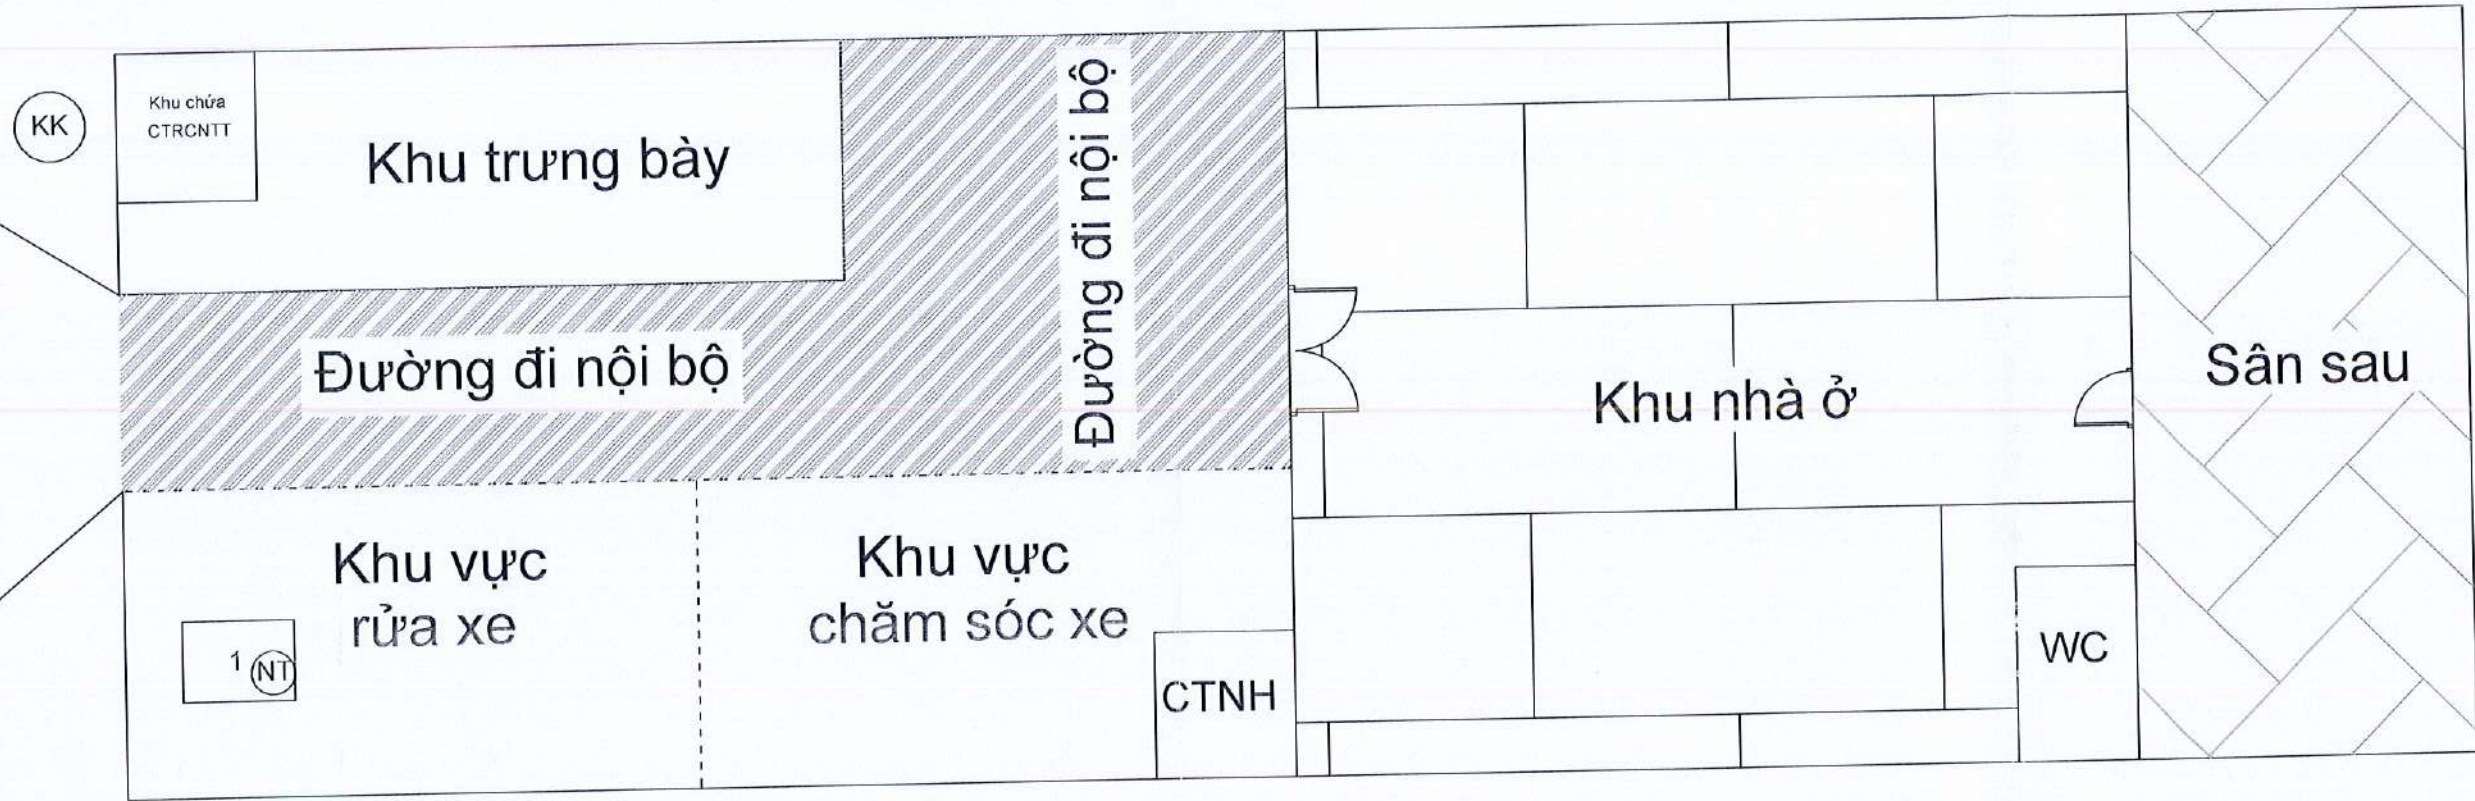 KK
Khu chứa
CTRCNTT
Khu trưng bày
Đường đi nội bộ
Đường đi nội bộ
Khu nhà ở
Sân sau
Khu vực
rửa xe
Khu vực
chăm sóc xe
1
NT
CTNH
WC